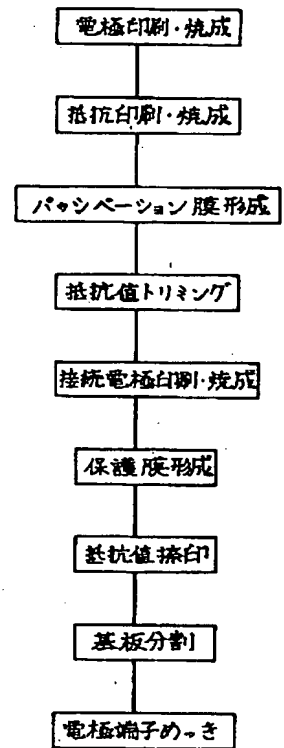 電極印刷・焼成
抵抗印刷・焼成
パッシベーション膜形成
抵抗値トリミング
接続電極印刷・焼成
保護膜形成
抵抗値捺印
基板分割
電極端子めっき